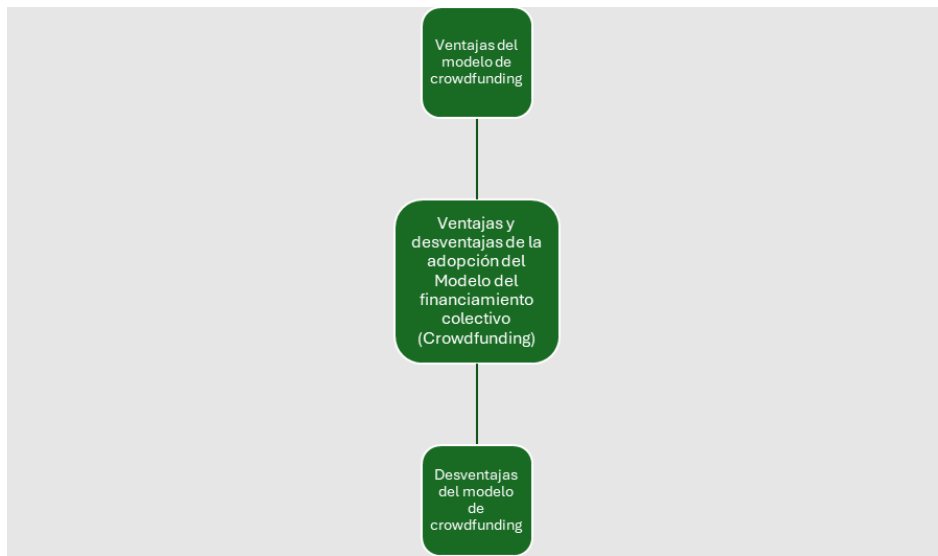 Ventajas del
modelo de
crowdfunding
Ventajas y
desventajas de la
adopción del
Modelo del
financiamiento
colectivo
(Crowdfunding)
Desventajas
del modelo
de
crowdfunding